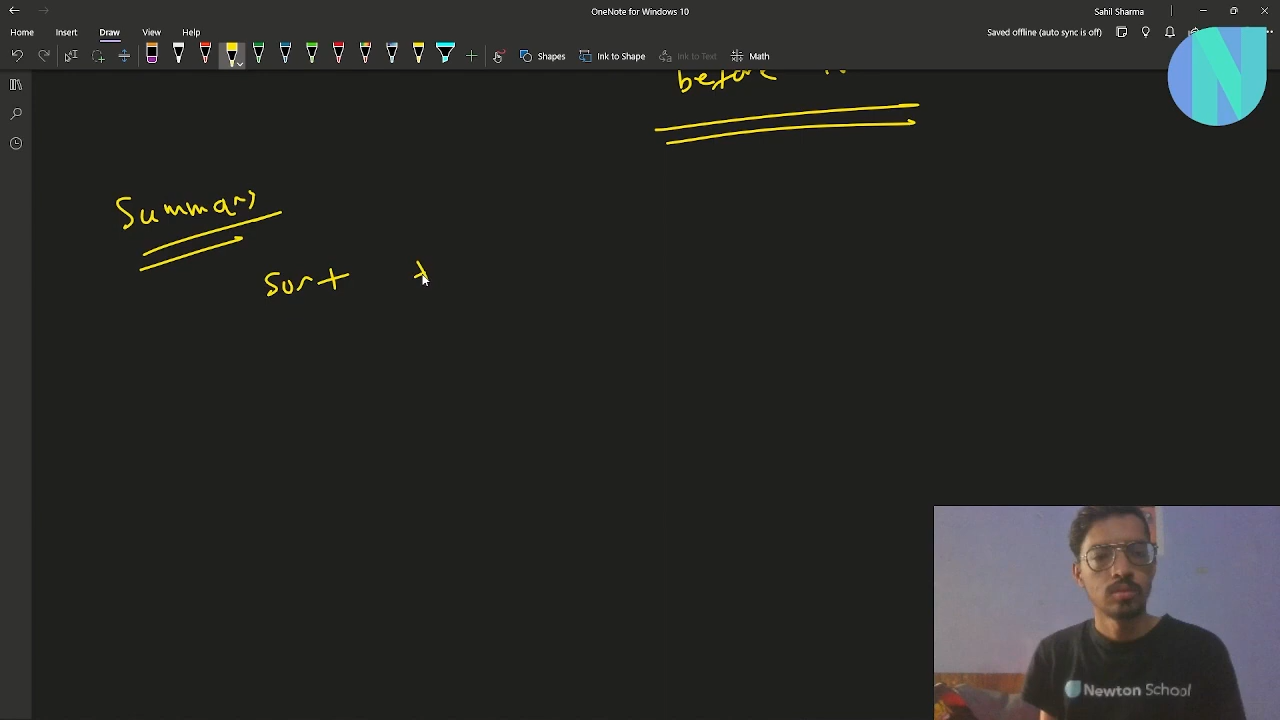 OneNote for Windows 10
Sahil Sharma
Home Insert Draw View Help
Saved offline (auto sync is off)
Shapes Ink to Shape Ink to Text Math
before
Summary
Sort
Newton School